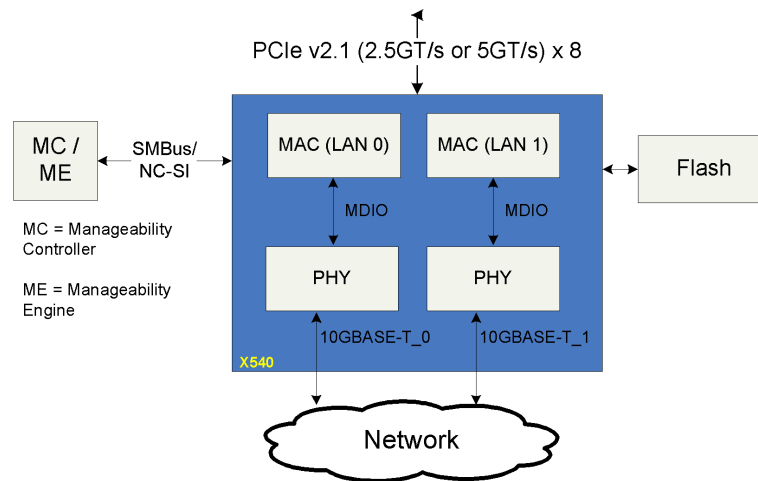 PCIe v2.1 (2.5GT/s or 5GT/s) x 8
MC /
ME
SMBus/
NC-SI
MAC (LAN 0)
MAC (LAN 1)
Flash
MDIO
MDIO
MC = Manageability
Controller
ME = Manageability
Engine
PHY
PHY
10GBASE-T_0
10GBASE-T_1
X540
Network